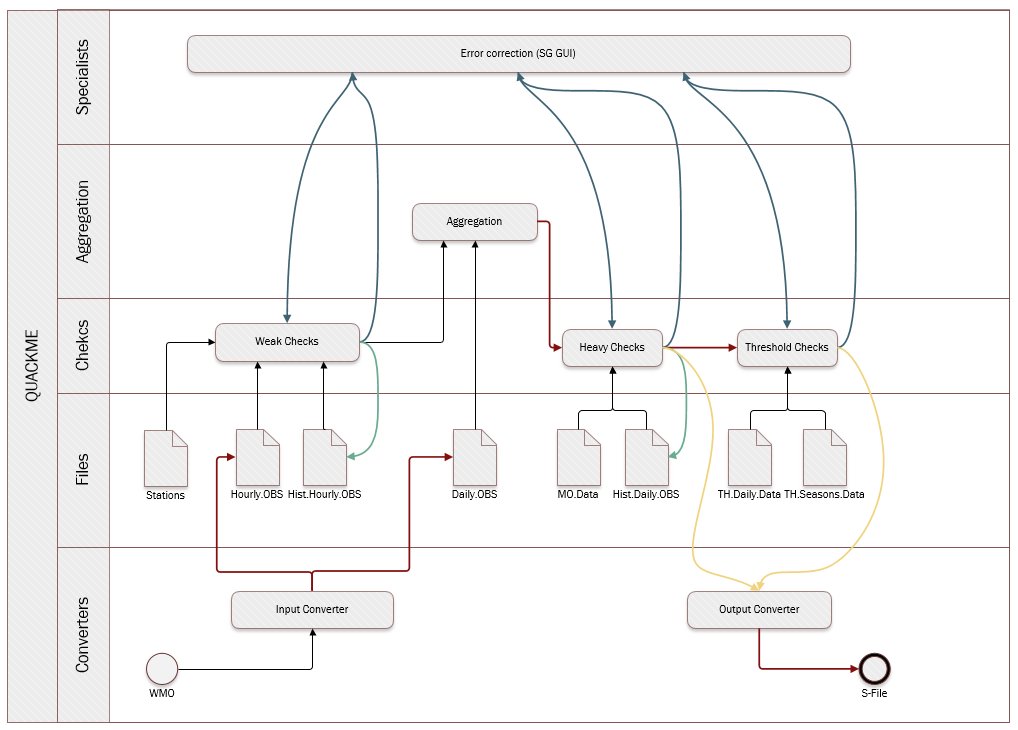 QUACKME
Specialists
Error correction (SG GUI)
Aggregation
Aggregation
Chekcs
Weak Checks
Heavy Checks
Threshold Checks
Files
Stations
Hourly.OBS
Hist.Hourly.OBS
Daily.OBS
MO.Data
Hist.Daily.OBS
TH.Daily.Data
TH.Seasons.Data
Converters
Input Converter
Output Converter
WMO
S-File